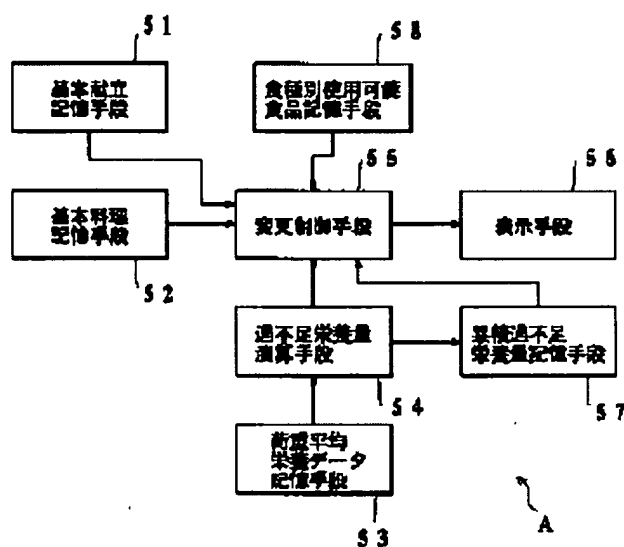 51
58
基本献立
記憶手段
食種別使用可能
食品記憶手段
55
56
基本料理
記憶手段
変更制御手段
表示手段
52
過不足栄養量
演算手段
累積過不足
栄養量記憶手段
54
57
荷重平均
栄養データ
記憶手段
53
A